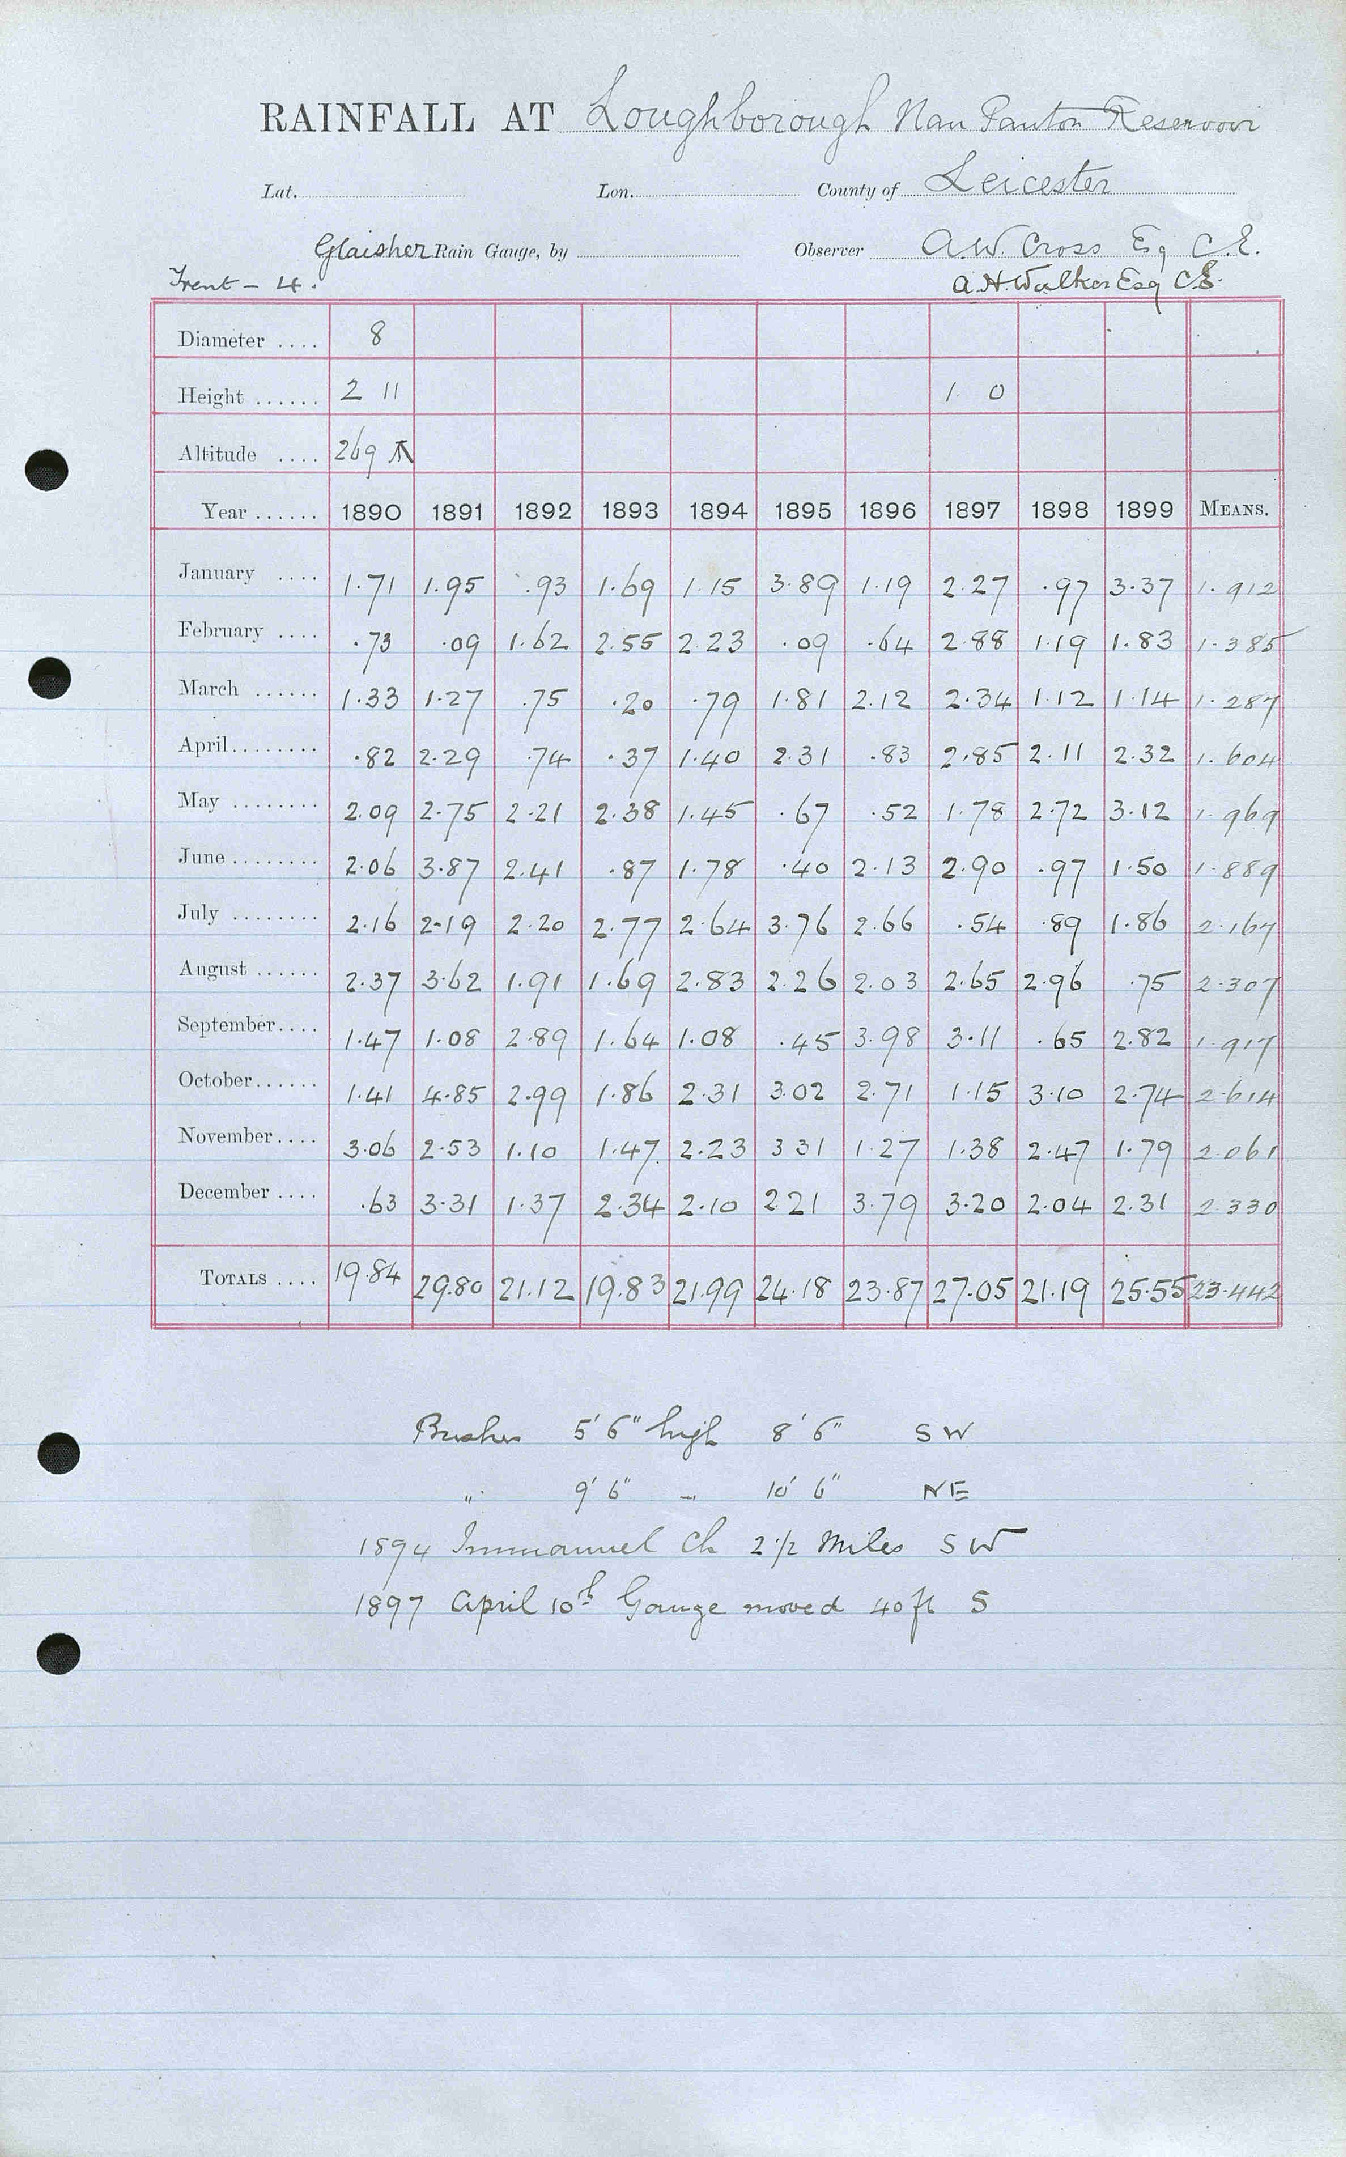 RAINFALL AT Loughborough Nan Panton Reservoir
Lat. Lon. County of Leicester
Glaisher Rain Gauge, by Observer A.W. Cross Esq C.E.
Trent - 4. A.H Walker Esq C.E.
Diameter .... 8
Height ...... 2 11 1 0
Altitude .... 269
Year ...... 1890 1891 1892 1893 1894 1895 1896 1897 1898 1899 MEANS.
January .... 1.71 1.95 .93 1.69 1.15 3.89 1.19 2.27 .97 3.37 1.912
February .... .73 .09 1.62 2.55 2.23 .09 .64 2.88 1.19 1.83 1.385
March ...... 1.33 1.27 .75 .20 .79 1.81 2.12 2.34 1.12 1.14 1.287
April........ .82 2.29 .74 .37 1.40 2.31 .83 2.85 2.11 2.32 1.604
May ........ 2.09 2.75 2.21 2.38 1.45 .67 .52 1.78 2.72 3.12 1.969
June ........ 2.06 3.87 2.41 .87 1.78 .40 2.13 2.90 .97 1.50 1.889
July ........ 2.16 2.19 2.20 2.77 2.64 3.76 2.66 .54 .89 1.86 2.167
August ...... 2.37 3.62 1.91 1.69 2.83 2.26 2.03 2.65 2.96 .75 2.307
September.... 1.47 1.08 2.89 1.64 1.08 .45 3.98 3.11 .65 2.82 1.917
October...... 1.41 4.85 2.99 1.86 2.31 3.02 2.71 1.15 3.10 2.74 2.614
November.... 3.06 2.53 1.10 1.47 2.23 3 31 1.27 1.38 2.47 1.79 2.061
December .... .63 3.31 1.37 2.34 2.10 2 21 3.79 3.20 2.04 2.31 2.330
TOTALS .... 19.84 29.80 21.12 19.83 21.99 24.18 23.87 27.05 21.19 25.55 23.442
Bushes 5' 6" high 8' 6" SW
" 9' 6" " 10' 6" NE
1894 Immanuel Ch 2 1/2 Miles SW
1897 April 10th Gauge moved 40 ft S